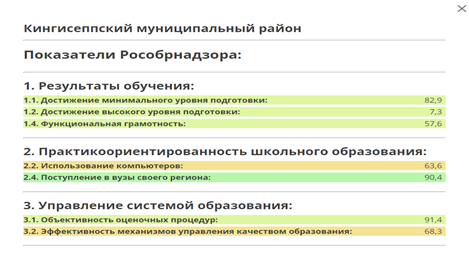 Кингисеппский муниципальный район
Показатели Рособрнадзора:
1. Результаты обучения:
1.1. Достижение минимального уровня подготовки: 82,9
1.2. Достижение высокого уровня подготовки: 7,3
1.4. Функциональная грамотность: 57,6
2. Практикоориентированность школьного образования:
2.2. Использование компьютеров: 63,6
2.4. Поступление в вузы своего региона: 90,4
3. Управление системой образования:
3.1. Объективность оценочных процедур: 91,4
3.2. Эффективность механизмов управления качеством образования: 68,3